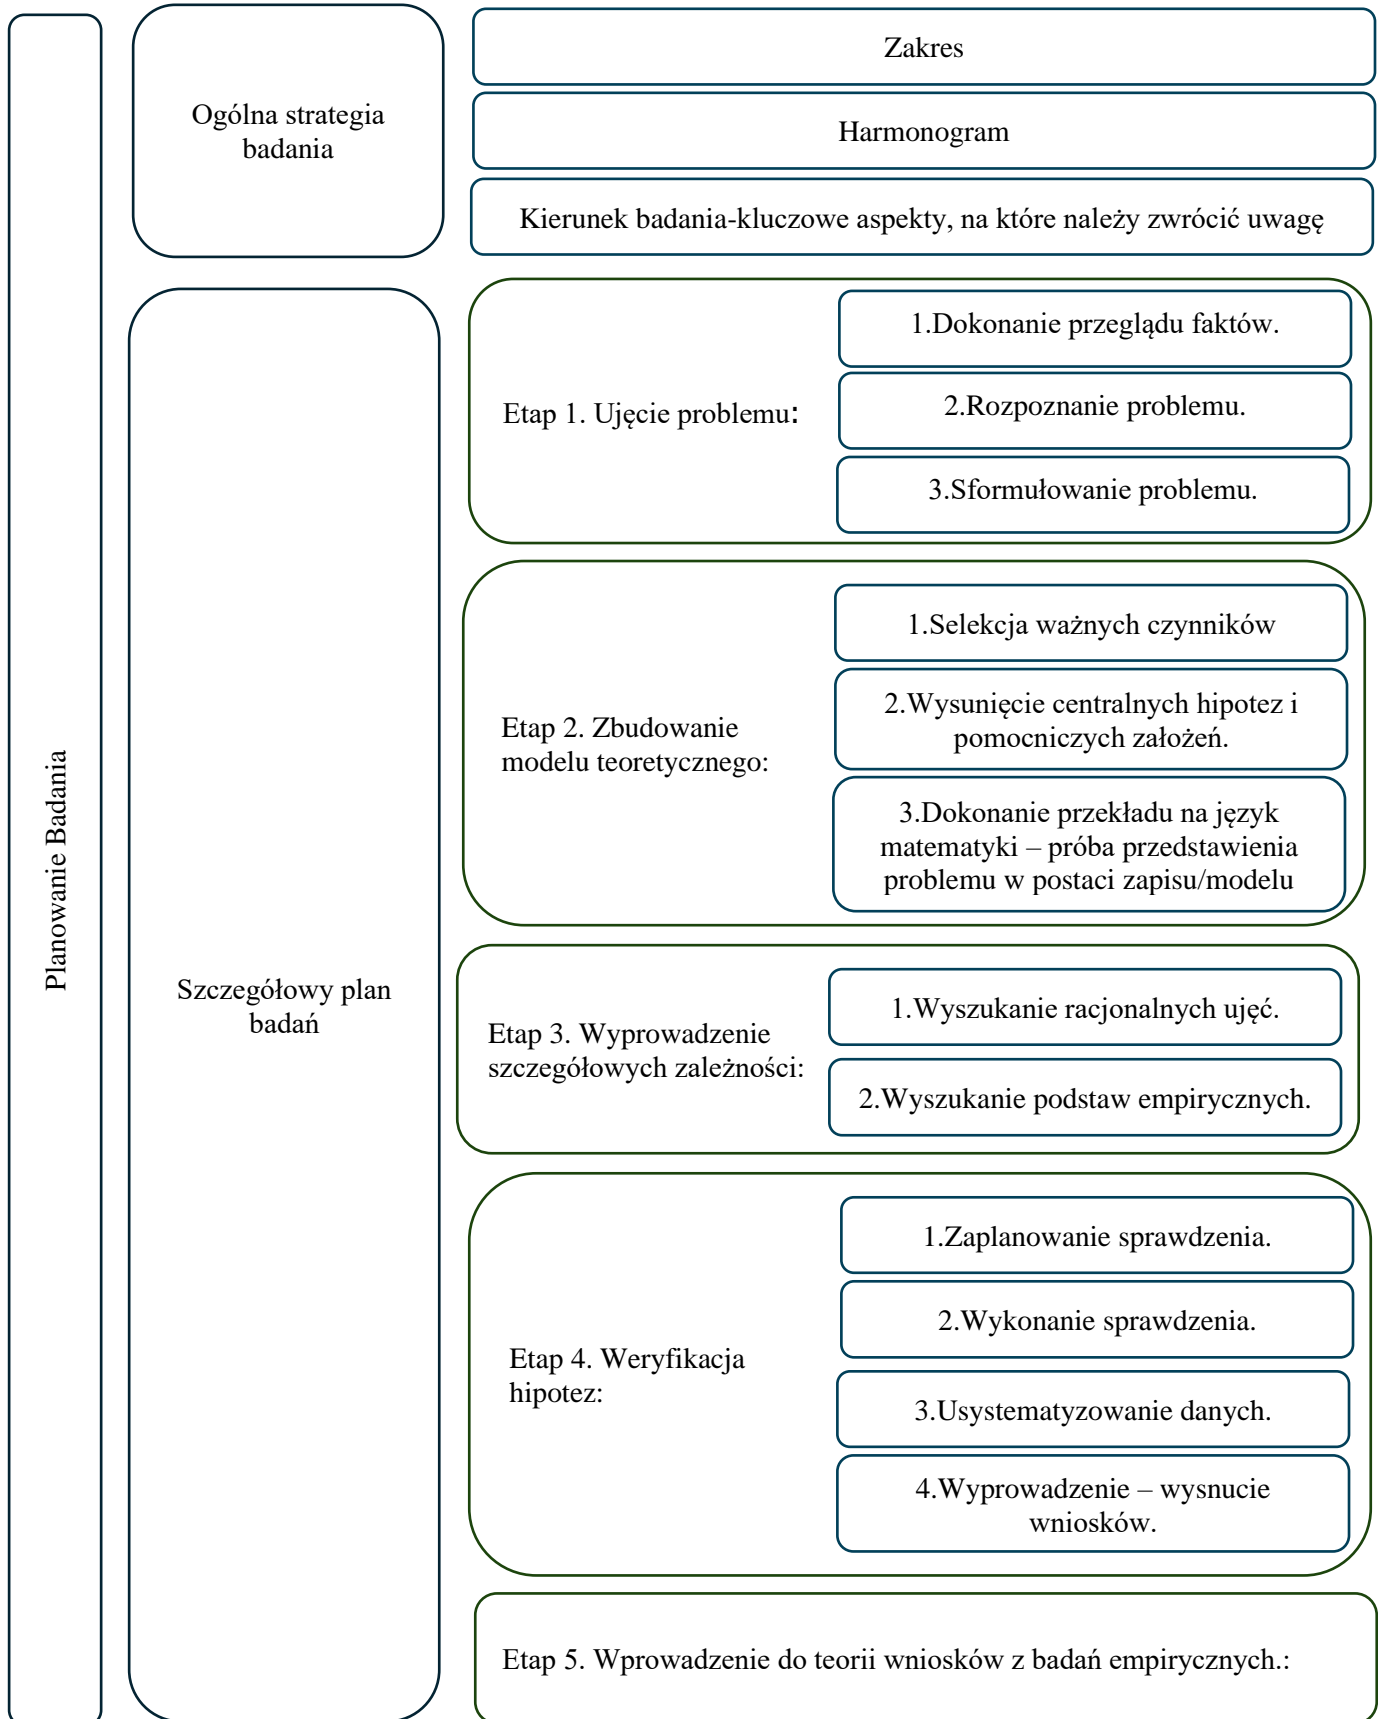 Planowanie Badania
Ogólna strategia
badania
Zakres
Harmonogram
Kierunek badania-kluczowe aspekty, na które należy zwrócić uwagę
Szczegółowy plan
badań
Etap 1. Ujęcie problemu:
1.Dokonanie przeglądu faktów.
2.Rozpoznanie problemu.
3.Sformułowanie problemu.
Etap 2. Zbudowanie
modelu teoretycznego:
1.Selekcja ważnych czynników
2.Wysunięcie centralnych hipotez i
pomocniczych założeń.
3.Dokonanie przekładu na język
matematyki – próba przedstawienia
problemu w postaci zapisu/modelu
Etap 3. Wyprowadzenie
szczegółowych zależności:
1.Wyszukanie racjonalnych ujęć.
2.Wyszukanie podstaw empirycznych.
Etap 4. Weryfikacja
hipotez:
1.Zaplanowanie sprawdzenia.
2.Wykonanie sprawdzenia.
3.Usystematyzowanie danych.
4.Wyprowadzenie – wysnucie
wniosków.
Etap 5. Wprowadzenie do teorii wniosków z badań empirycznych.: